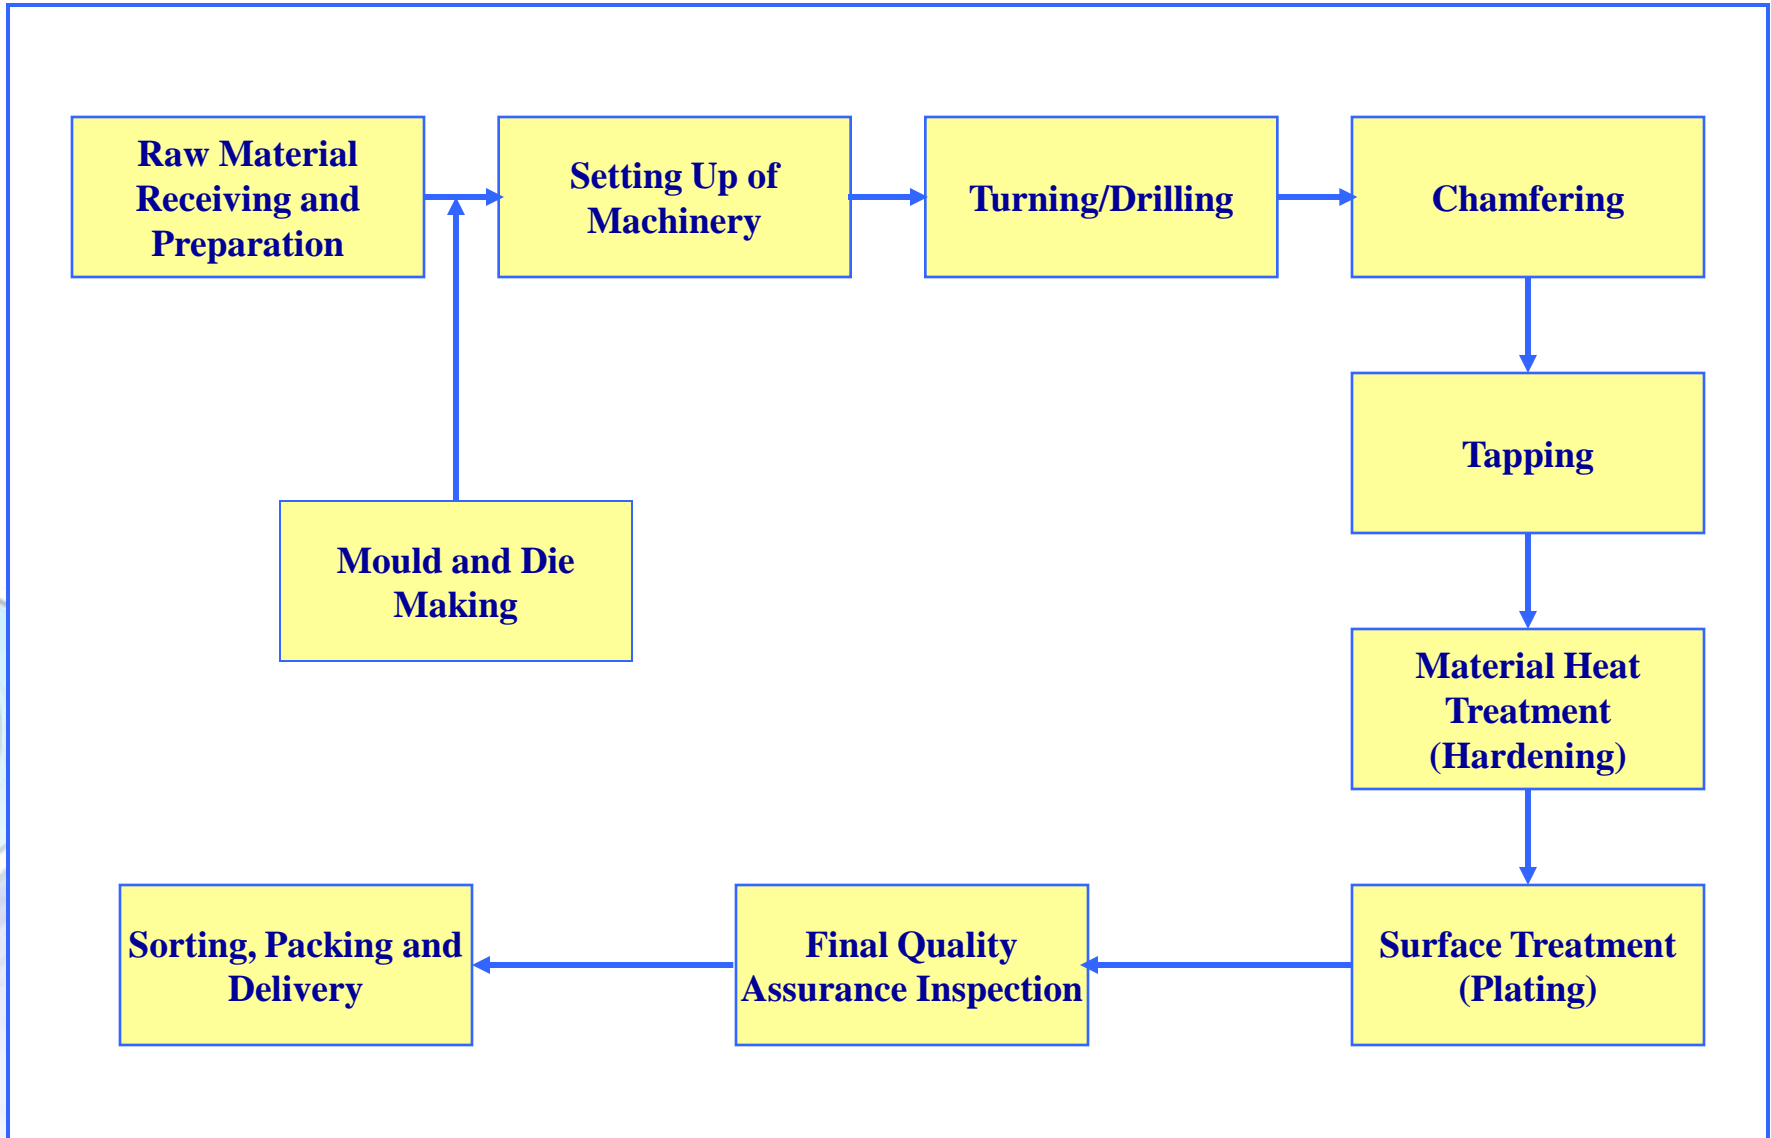 Raw Material
Receiving and
Preparation
Setting Up of
Machinery
Turning/Drilling
Chamfering
Tapping
Mould and Die
Making
Material Heat
Treatment
(Hardening)
Surface Treatment
(Plating)
Final Quality
Assurance Inspection
Sorting, Packing and
Delivery